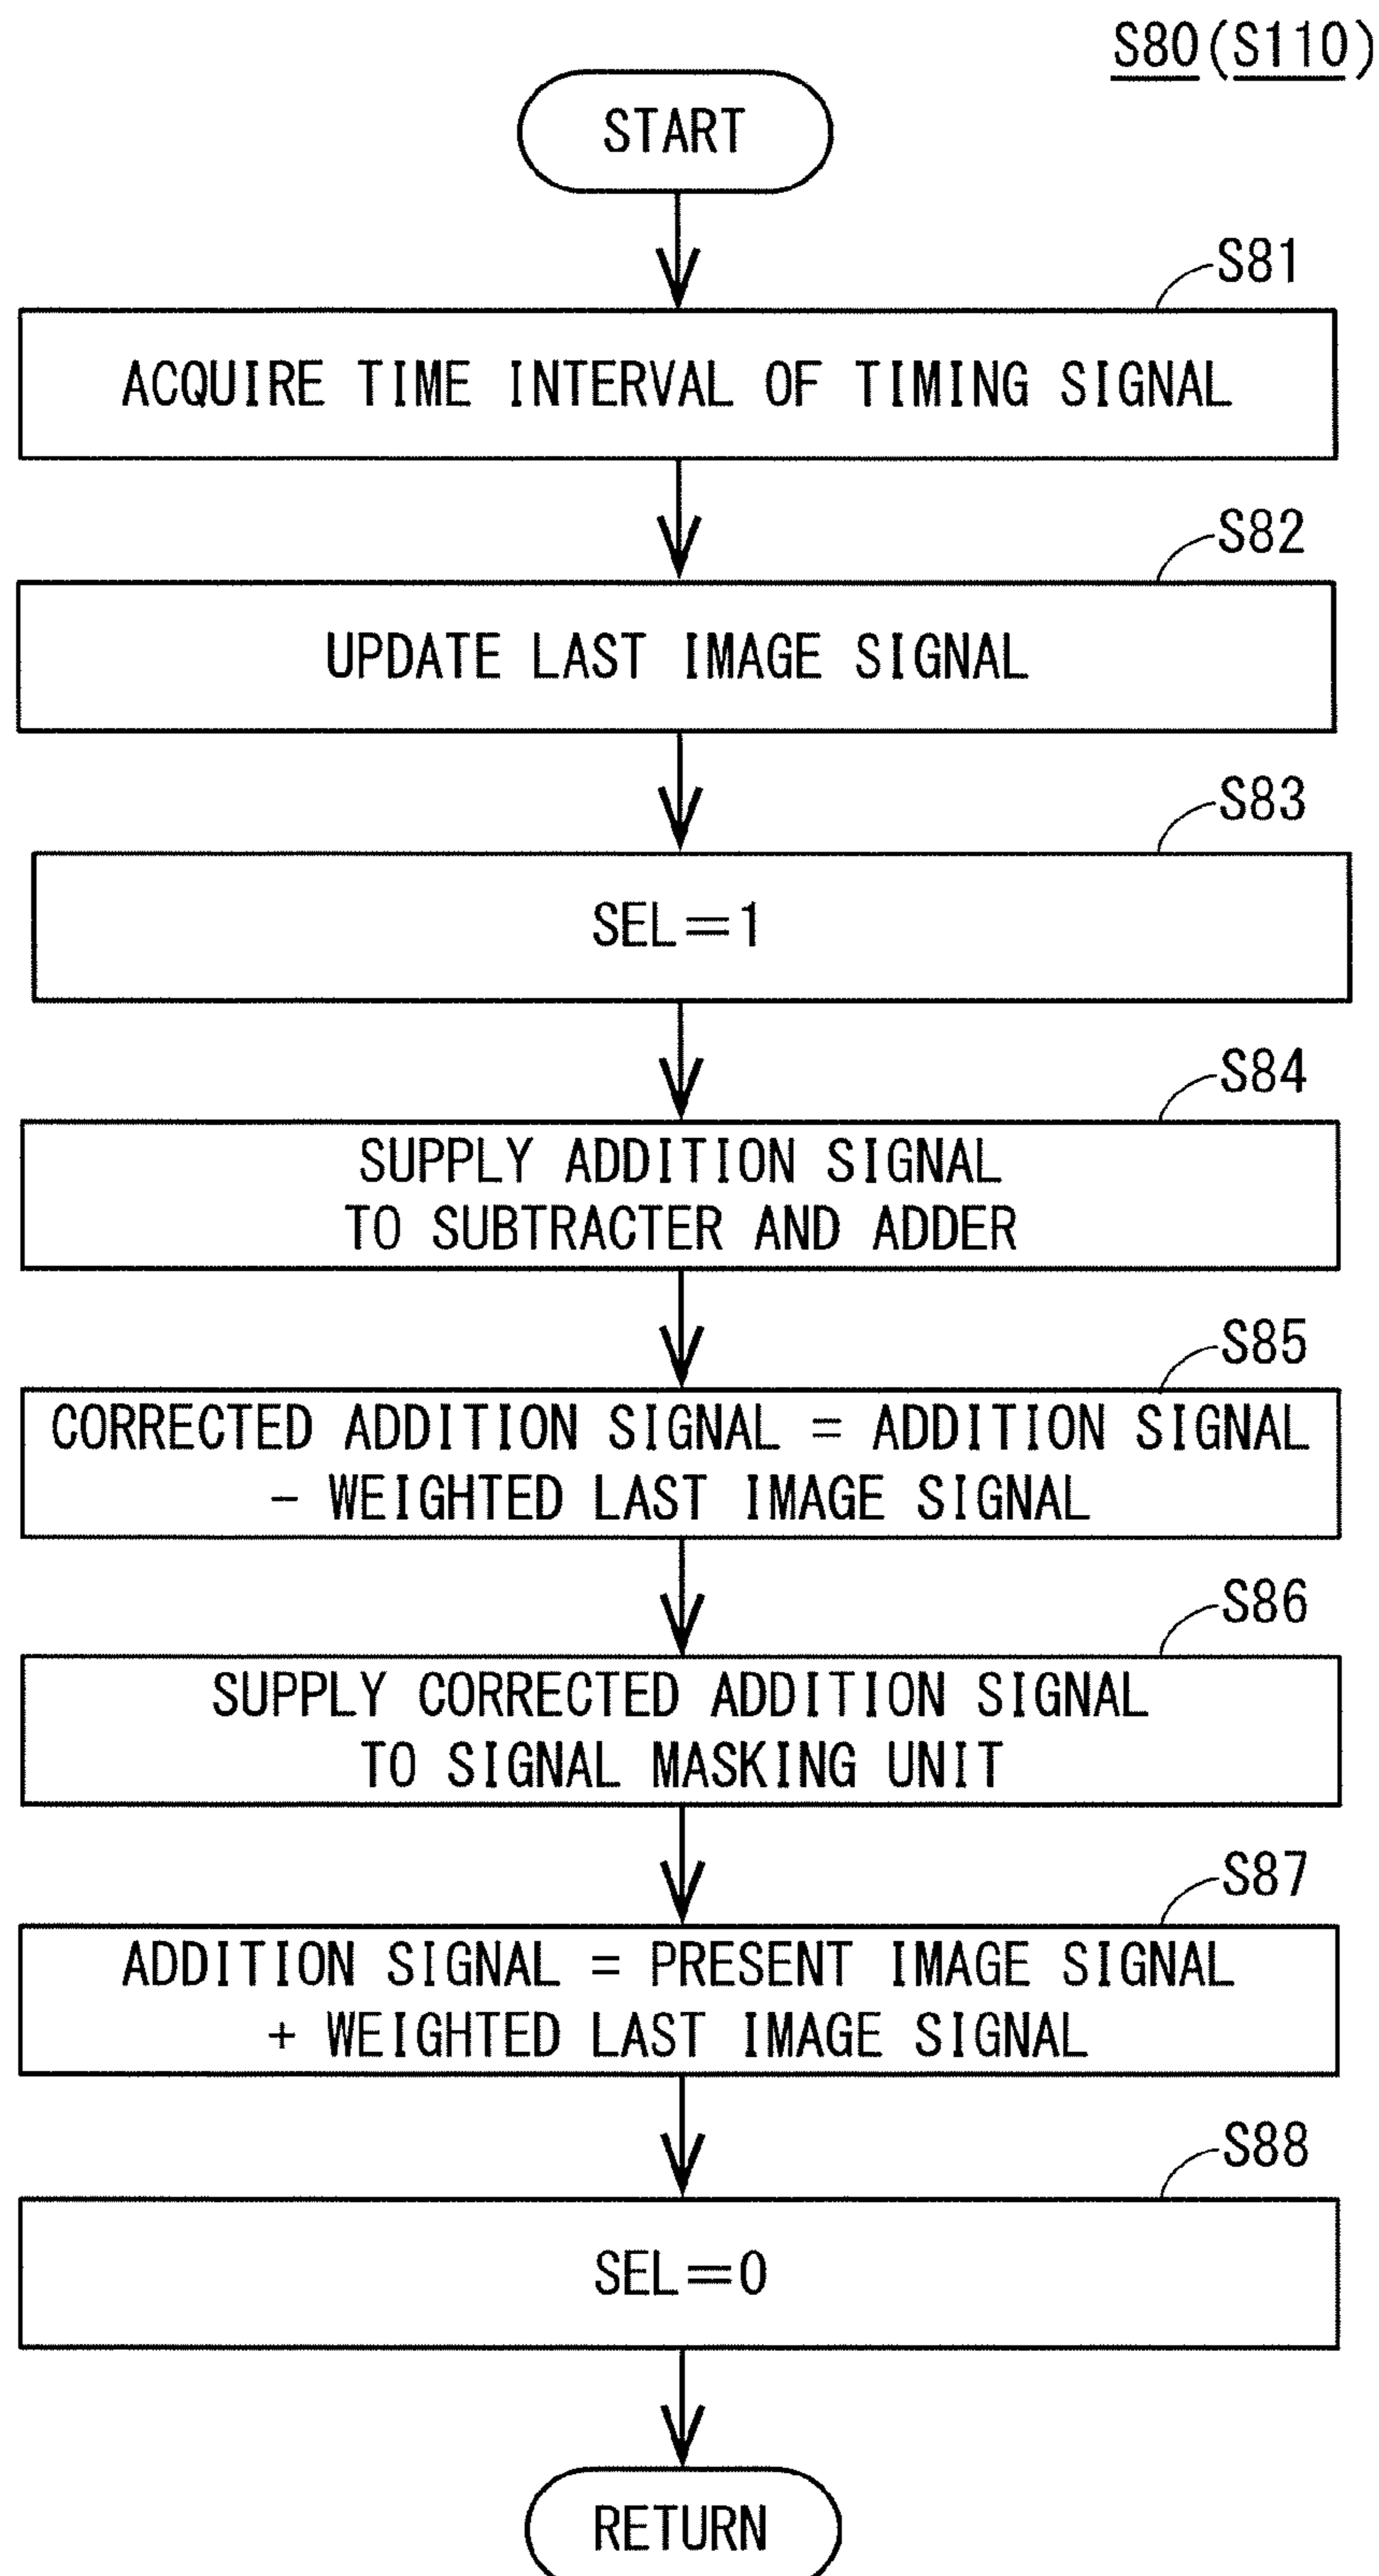 S80(S110)
START
S81
ACQUIRE TIME INTERVAL OF TIMING SIGNAL
S82
UPDATE LAST IMAGE SIGNAL
S83
SEL=1
S84
SUPPLY ADDITION SIGNAL
TO SUBTRACTER AND ADDER
S85
CORRECTED ADDITION SIGNAL = ADDITION SIGNAL
- WEIGHTED LAST IMAGE SIGNAL
S86
SUPPLY CORRECTED ADDITION SIGNAL
TO SIGNAL MASKING UNIT
S87
ADDITION SIGNAL = PRESENT IMAGE SIGNAL
+ WEIGHTED LAST IMAGE SIGNAL
S88
SEL=0
RETURN